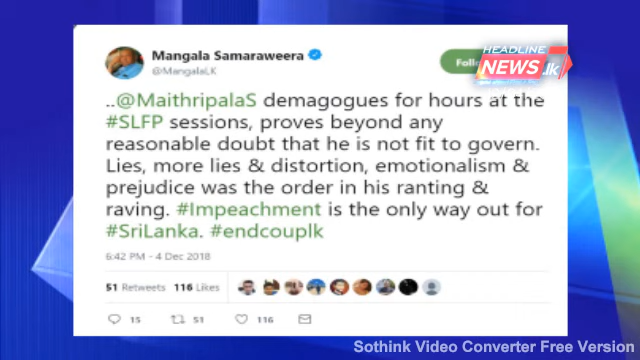 Mangala Samaraweera
@MangalaLK
HEADLINE
NEWS.lk
..@MaithripalaS demagogues for hours at the
#SLFP sessions, proves beyond any
reasonable doubt that he is not fit to govern.
Lies, more lies & distortion, emotionalism &
prejudice was the order in his ranting &
raving. #Impeachment is the only way out for
#SriLanka. #endcouplk
6:42 PM - 4 Dec 2018
51 Retweets 116 Likes
15 51 116
Sothink Video Converter Free Version